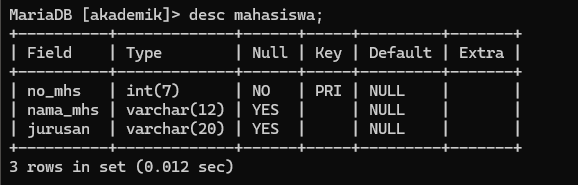 MariaDB [akademik]> desc mahasiswa;
+----------+-------------+------+-----+---------+-------+
| Field    | Type        | Null | Key | Default | Extra |
+----------+-------------+------+-----+---------+-------+
| no_mhs   | int(7)      | NO   | PRI | NULL    |       |
| nama_mhs | varchar(12) | YES  |     | NULL    |       |
| jurusan  | varchar(20) | YES  |     | NULL    |       |
+----------+-------------+------+-----+---------+-------+
3 rows in set (0.012 sec)